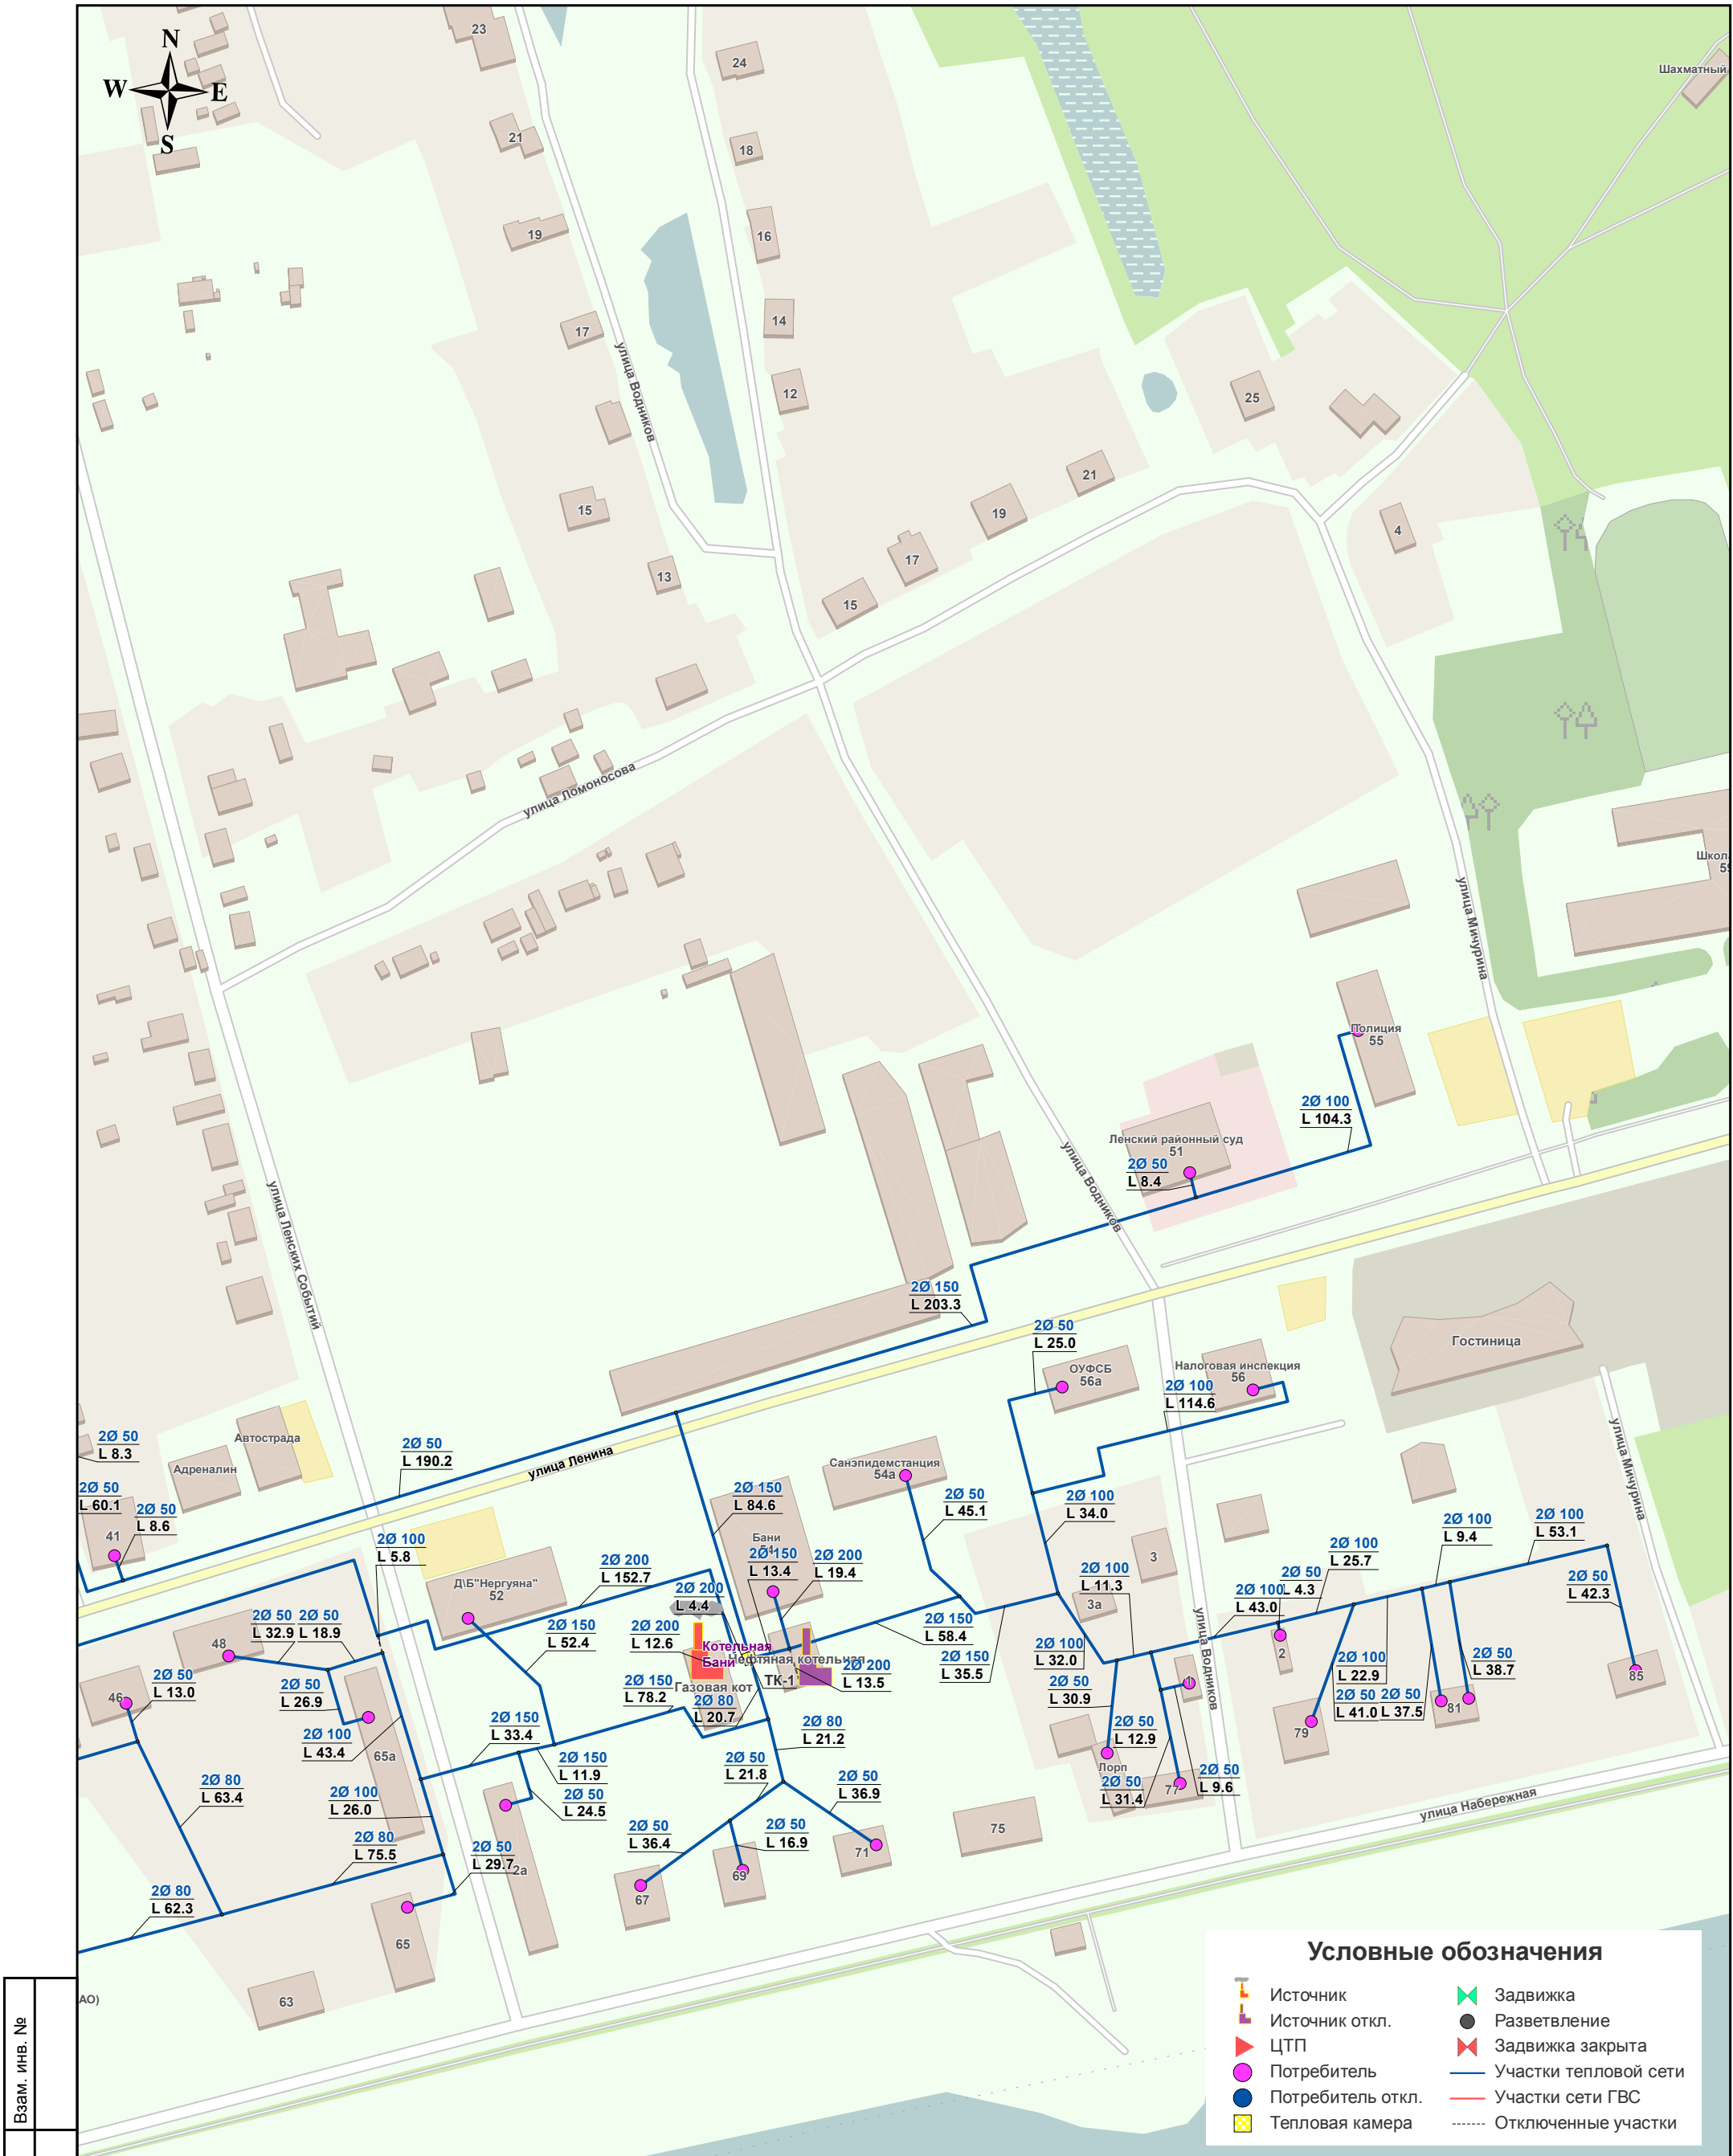 N
W
E
S
23
24
Шахматный
21
18
19
16
17
14
улица Водников
12
25
21
15
19
4
17
13
15
улица Ломоносова
улица Мичурина
Полиция
55
2Ø 100
L 104.3
Ленский районный суд
51
2Ø 50
L 8.4
улица Водников
улица Ленских Событий
2Ø 150
L 203.3
2Ø 50
L 25.0
ОУФСБ
56а
Налоговая инспекция
56
2Ø 100
L 114.6
Гостиница
Автострада
Адреналин
2Ø 50
L 8.3
2Ø 50
L 190.2
улица Ленина
Санэпидемстанция
54а
улица Мичурина
2Ø 50
L 60.1
2Ø 50
L 8.6
41
2Ø 150
L 84.6
2Ø 50
L 45.1
2Ø 100
L 34.0
2Ø 100
L 9.4
2Ø 100
L 53.1
2Ø 100
L 5.8
Бани
2Ø 150
L 13.4
2Ø 200
L 19.4
3
2Ø 100
L 25.7
2Ø 200
L 152.7
Д\Б"Нергуяна"
52
2Ø 200
L 4.4
2Ø 100
L 11.3
3а
2Ø 50
L 4.3
2Ø 100
L 43.0
2Ø 50
L 42.3
2Ø 50
L 32.9
2Ø 50
L 18.9
48
2Ø 150
L 52.4
2Ø 200
L 12.6
Котельная
Бани
Нефтяная котельная
ТК-1
Газовая кот
2Ø 150
L 58.4
2Ø 150
L 35.5
2Ø 100
L 32.0
2
2Ø 100
L 22.9
2Ø 50
L 38.7
85
2Ø 50
L 13.0
46
2Ø 50
L 26.9
2Ø 150
L 78.2
2Ø 80
L 20.7
2Ø 200
L 13.5
2Ø 50
L 30.9
1
улица Водников
2Ø 50
L 41.0
2Ø 50
L 37.5
81
79
2Ø 100
L 43.4
65а
2Ø 150
L 33.4
2Ø 150
L 11.9
2Ø 80
L 21.2
2Ø 50
L 12.9
Лорп
2Ø 80
L 63.4
2Ø 100
L 26.0
2Ø 50
L 24.5
2Ø 50
L 21.8
2Ø 50
L 36.9
2Ø 50
L 31.4
77
2Ø 50
L 9.6
улица Набережная
2Ø 80
L 75.5
2Ø 50
L 29.7
2а
2Ø 50
L 36.4
2Ø 50
L 16.9
75
71
69
67
2Ø 80
L 62.3
65
63
АО)
Взам. инв. №
Условные обозначения
Источник
Источник откл.
ЦТП
Потребитель
Потребитель откл.
Тепловая камера
Задвижка
Разветвление
Задвижка закрыта
Участки тепловой сети
Участки сети ГВС
Отключенные участки